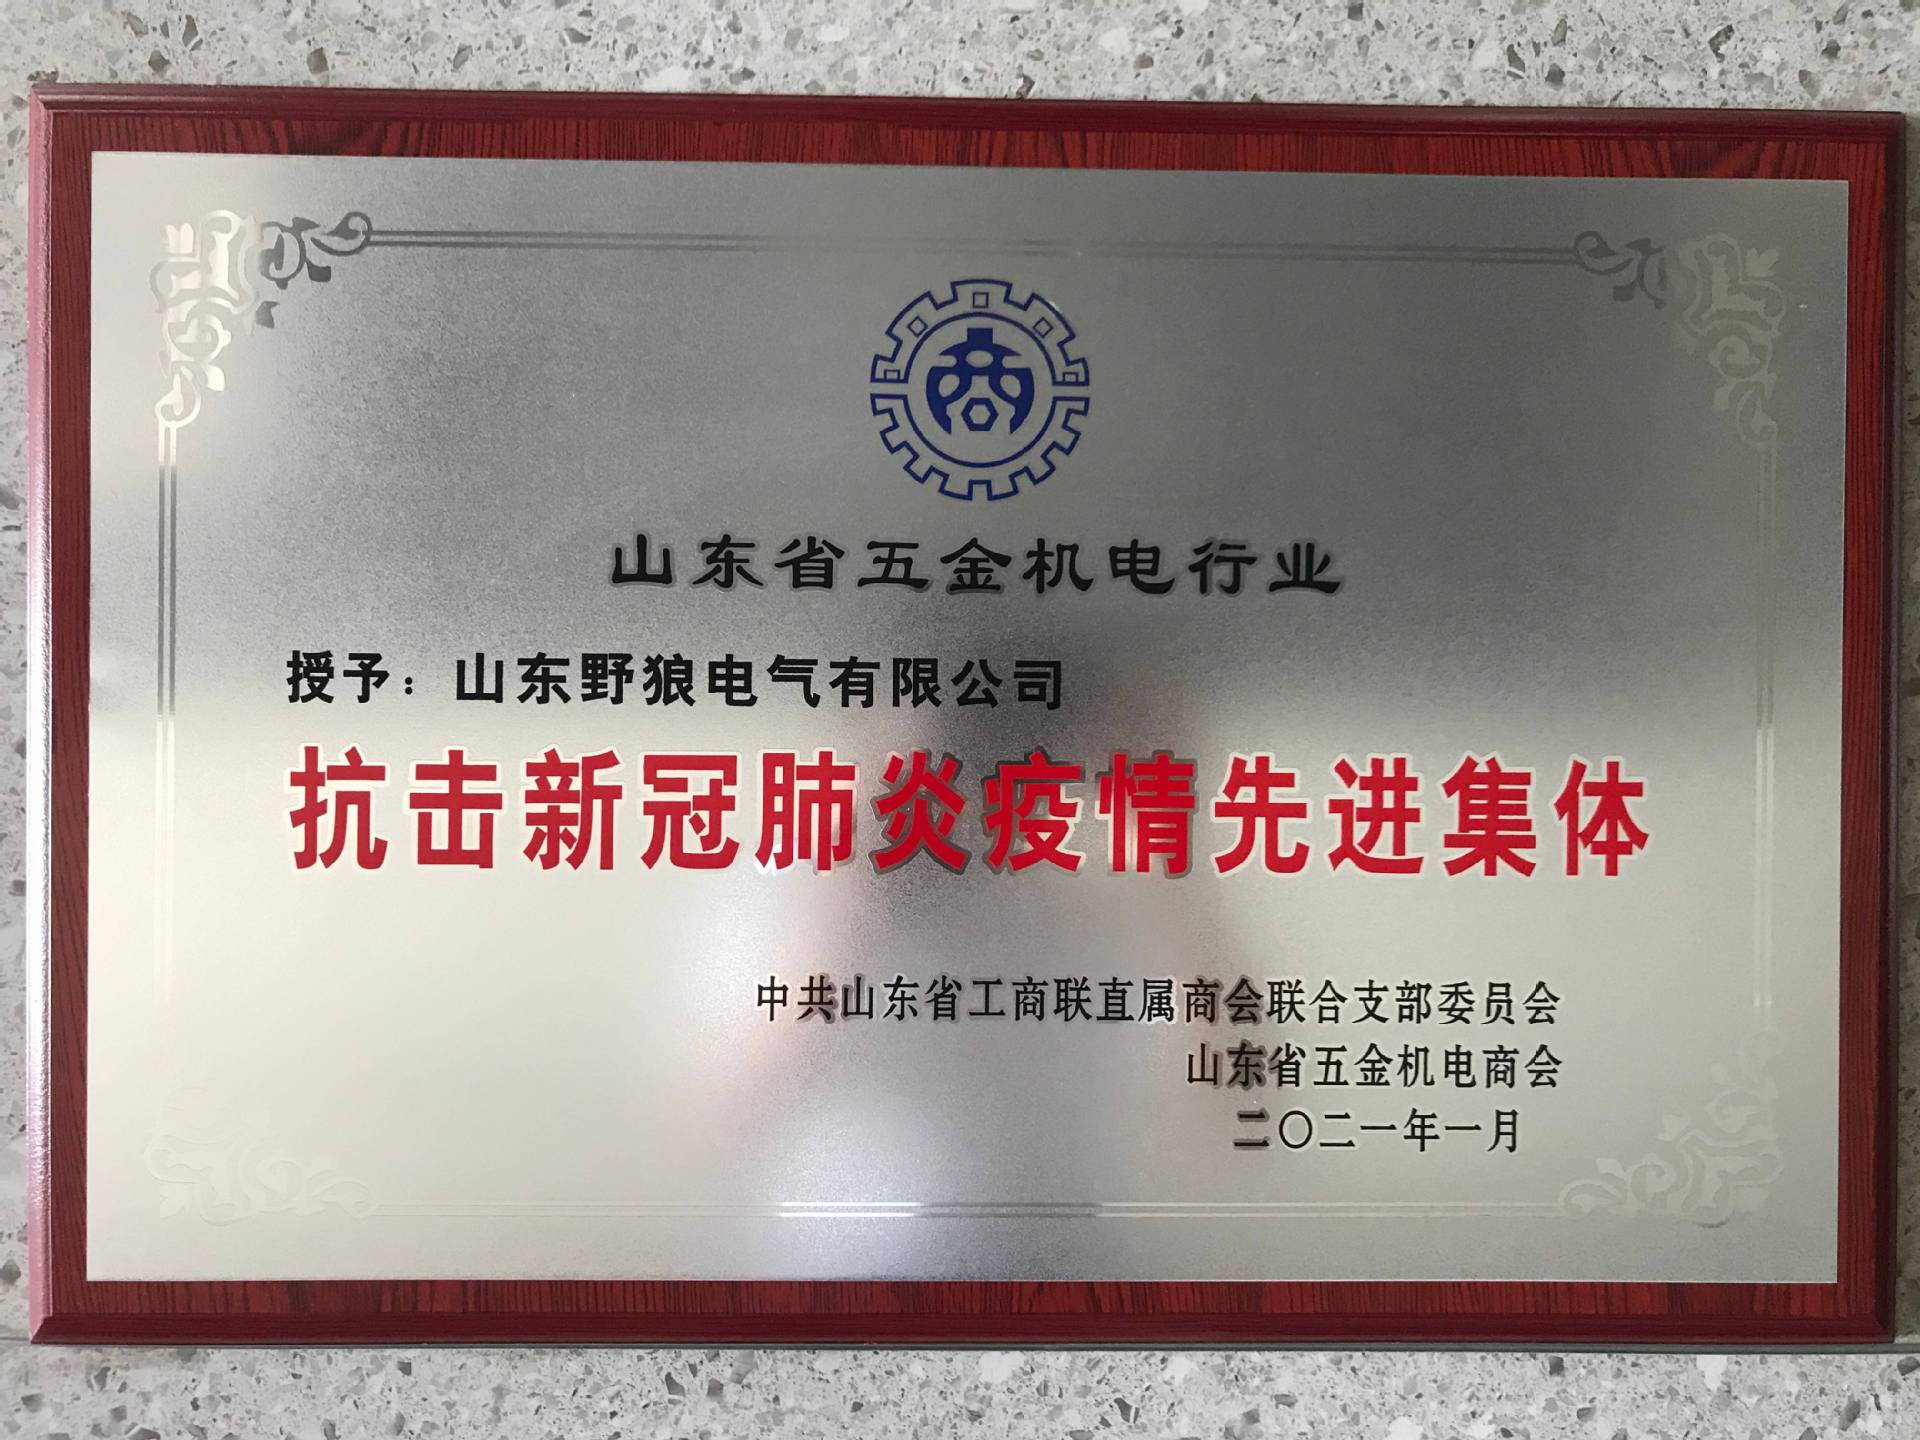 商
山东省五金机电行业
授予：山东野狼电气有限公司
抗击新冠肺炎疫情先进集体
中共山东省工商联直属商会联合支部委员会
山东省五金机电商会
二〇二一年一月